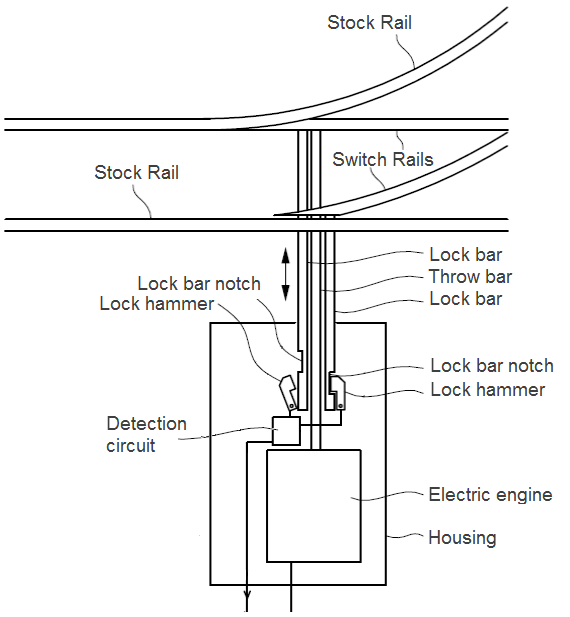 Stock Rail
Switch Rails
Stock Rail
Lock bar
Throw bar
Lock bar
Lock bar notch
Lock hammer
Lock bar notch
Lock hammer
Detection
circuit
Electric engine
Housing